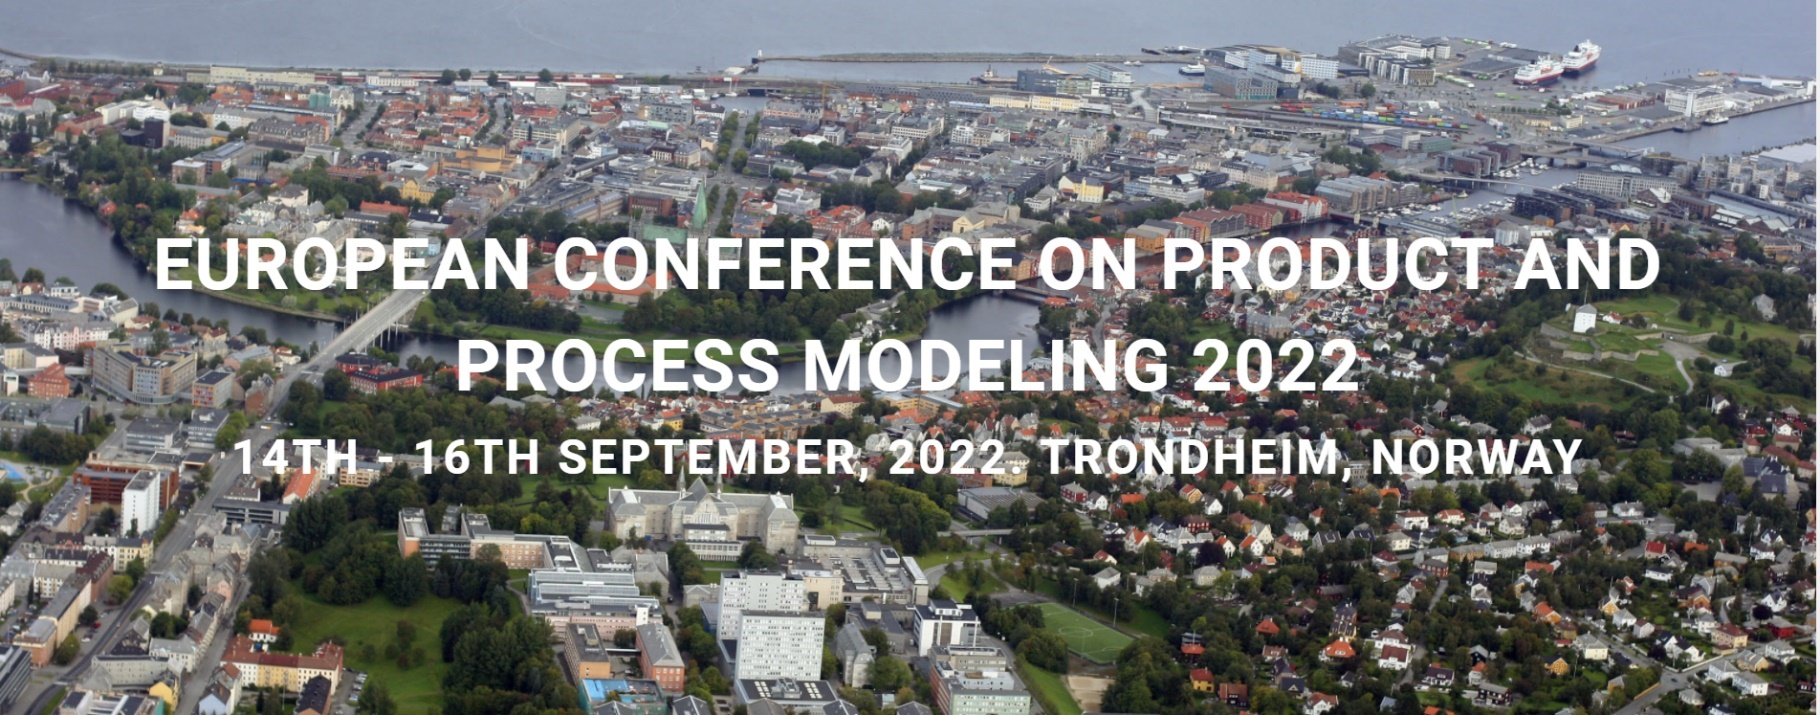 EUROPEAN CONFERENCE ON PRODUCT AND
PROCESS MODELING 2022
14TH - 16TH SEPTEMBER, 2022. TRONDHEIM, NORWAY